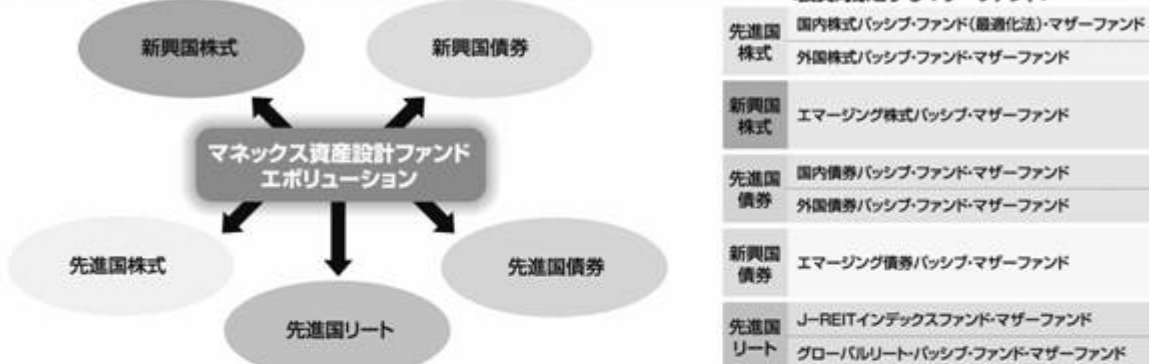 新興国株式
新興国債券
マネックス資産設計ファンド
エボリューション
先進国株式
先進国債券
先進国リート
先進国
株式
国内株式パッシブ・ファンド(最適化法)・マザーファンド
外国株式パッシブ・ファンド・マザーファンド
新興国
株式
エマージング株式パッシブ・マザーファンド
先進国
債券
国内債券パッシブ・ファンド・マザーファンド
外国債券パッシブ・ファンド・マザーファンド
新興国
債券
エマージング債券パッシブ・マザーファンド
先進国
リート
J-REITインデックスファンド・マザーファンド
グローバルリート・パッシブ・ファンド・マザーファンド